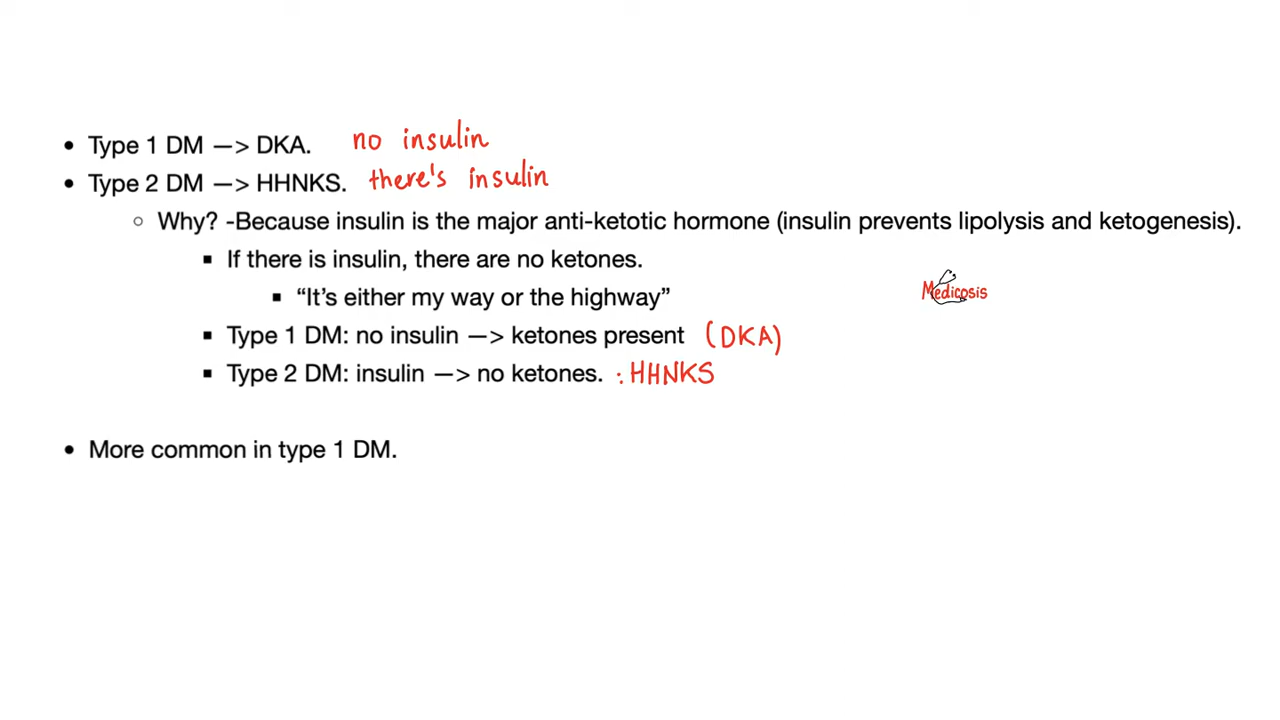 • Type 1 DM —> DKA. no insulin
• Type 2 DM —> HHNKS. there's insulin
○ Why? -Because insulin is the major anti-ketotic hormone (insulin prevents lipolysis and ketogenesis).
▪ If there is insulin, there are no ketones.
▪ “It’s either my way or the highway”
Medicosis
▪ Type 1 DM: no insulin —> ketones present (DKA)
▪ Type 2 DM: insulin —> no ketones. : HHNKS
• More common in type 1 DM.